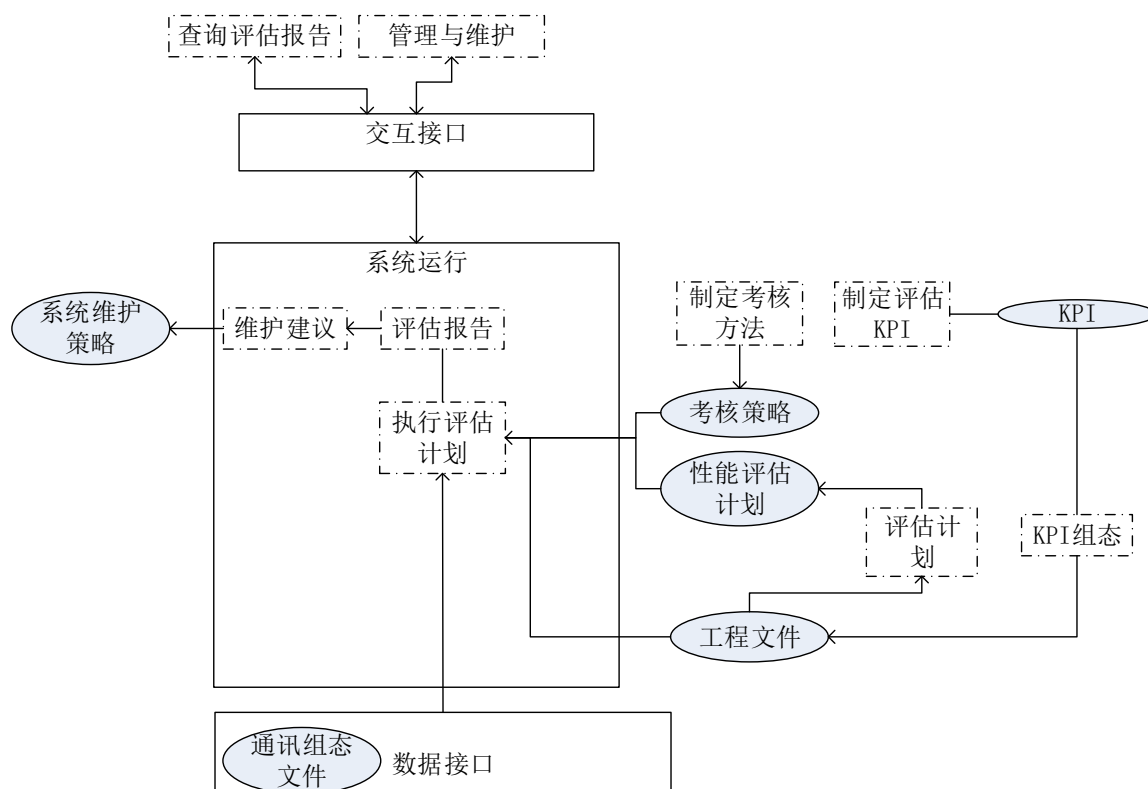 查询评估报告
管理与维护
交互接口
系统运行
系统维护
策略
维护建议
评估报告
执行评估
计划
制定考核
方法
制定评估
KPI
KPI
考核策略
性能评估
计划
评估计
划
KPI组态
工程文件
通讯组态
文件
数据接口